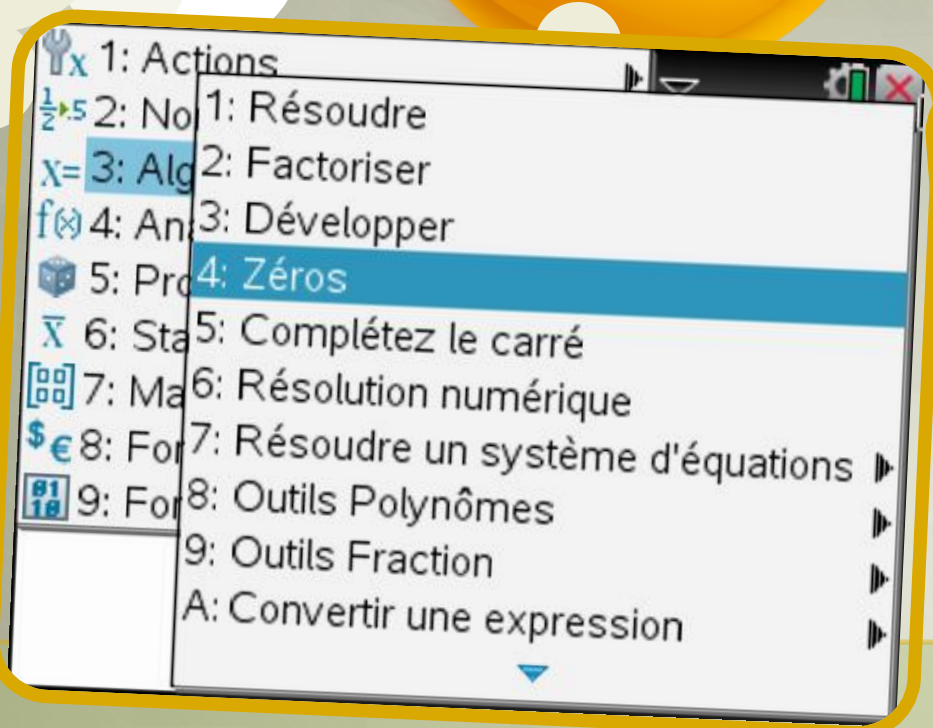 1: Actions
2: No
3: Alg
4: An
5: Pro
6: Sta
7: Ma
8: For
9: For
1: Résoudre
2: Factoriser
3: Développer
4: Zéros
5: Complétez le carré
6: Résolution numérique
7: Résoudre un système d'équations
8: Outils Polynômes
9: Outils Fraction
A: Convertir une expression